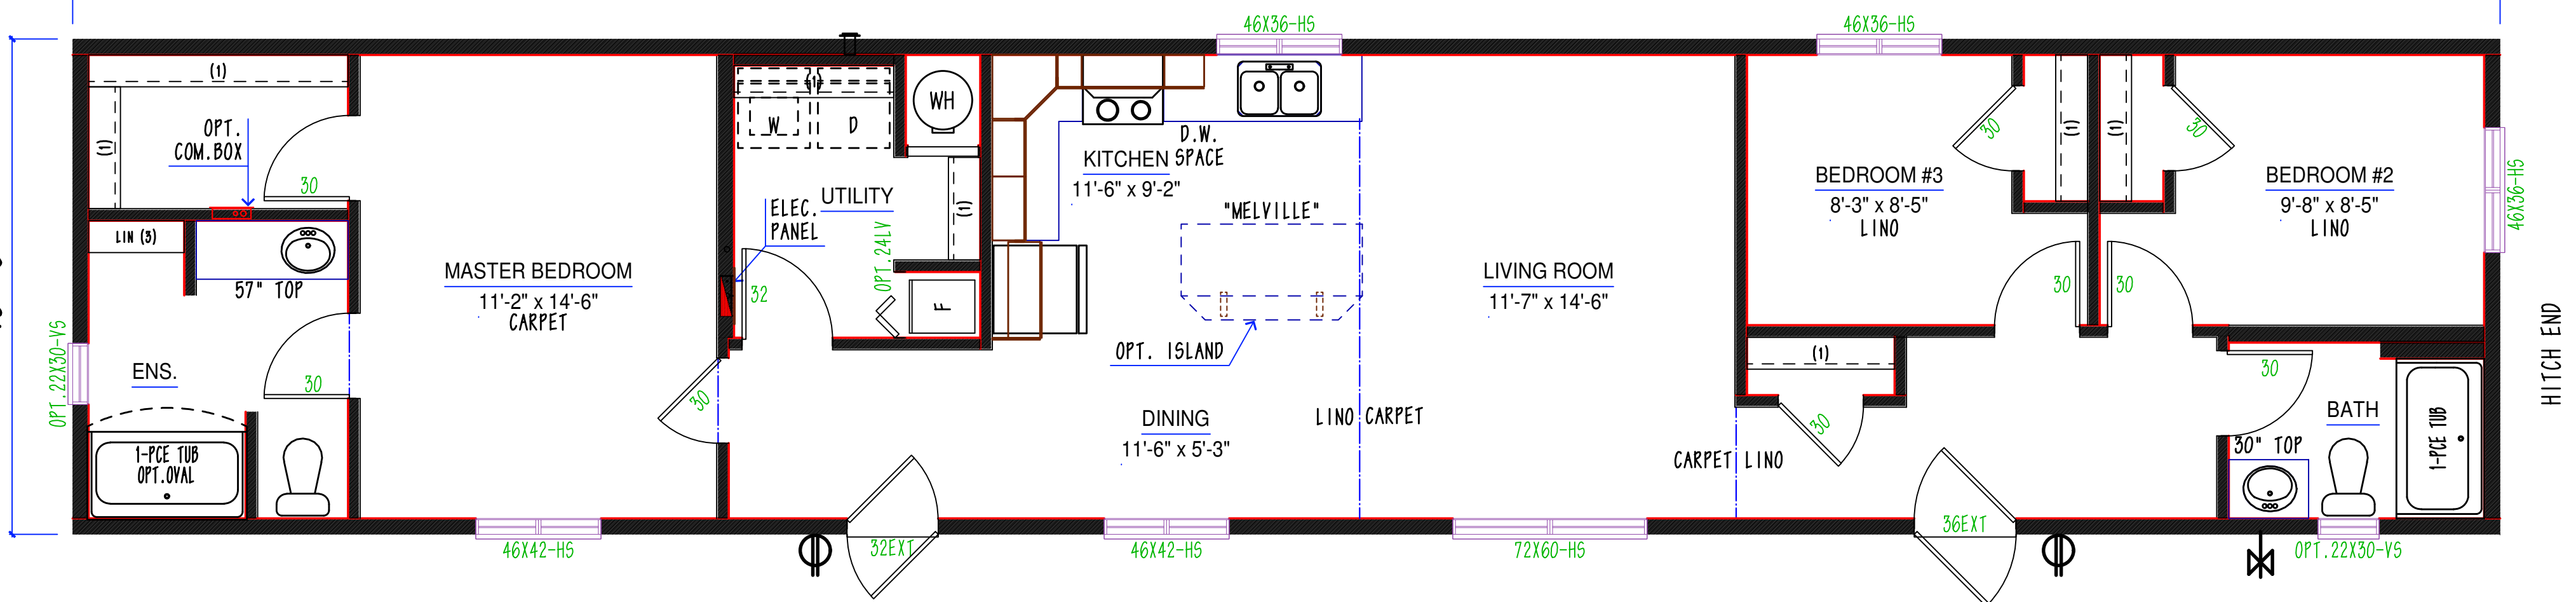 46X36-HS
46X36-HS
(1)
(1)
OPT.
COM.BOX
30
LIN (3)
57" TOP
ENS.
30
1-PCE TUB
OPT.OVAL
OPT.22X30-VS
MASTER BEDROOM
11'-2" x 14'-6"
CARPET
30
46X42-HS
(1)
W
D
WH
UTILITY
ELEC.
PANEL
32
OPT.24LV
(1)
F
D.W.
KITCHEN SPACE
11'-6" x 9'-2"
"MELVILLE"
OPT. ISLAND
DINING
11'-6" x 5'-3"
LINO CARPET
32EXT
46X42-HS
LIVING ROOM
11'-7" x 14'-6"
72X60-HS
CARPET LINO
BEDROOM #3
8'-3" x 8'-5"
LINO
30
(1)
(1)
30
BEDROOM #2
9'-8" x 8'-5"
LINO
46X36-HS
30
30
(1)
30
36EXT
30
BATH
30" TOP
1-PCE TUB
OPT.22X30-VS
HITCH END